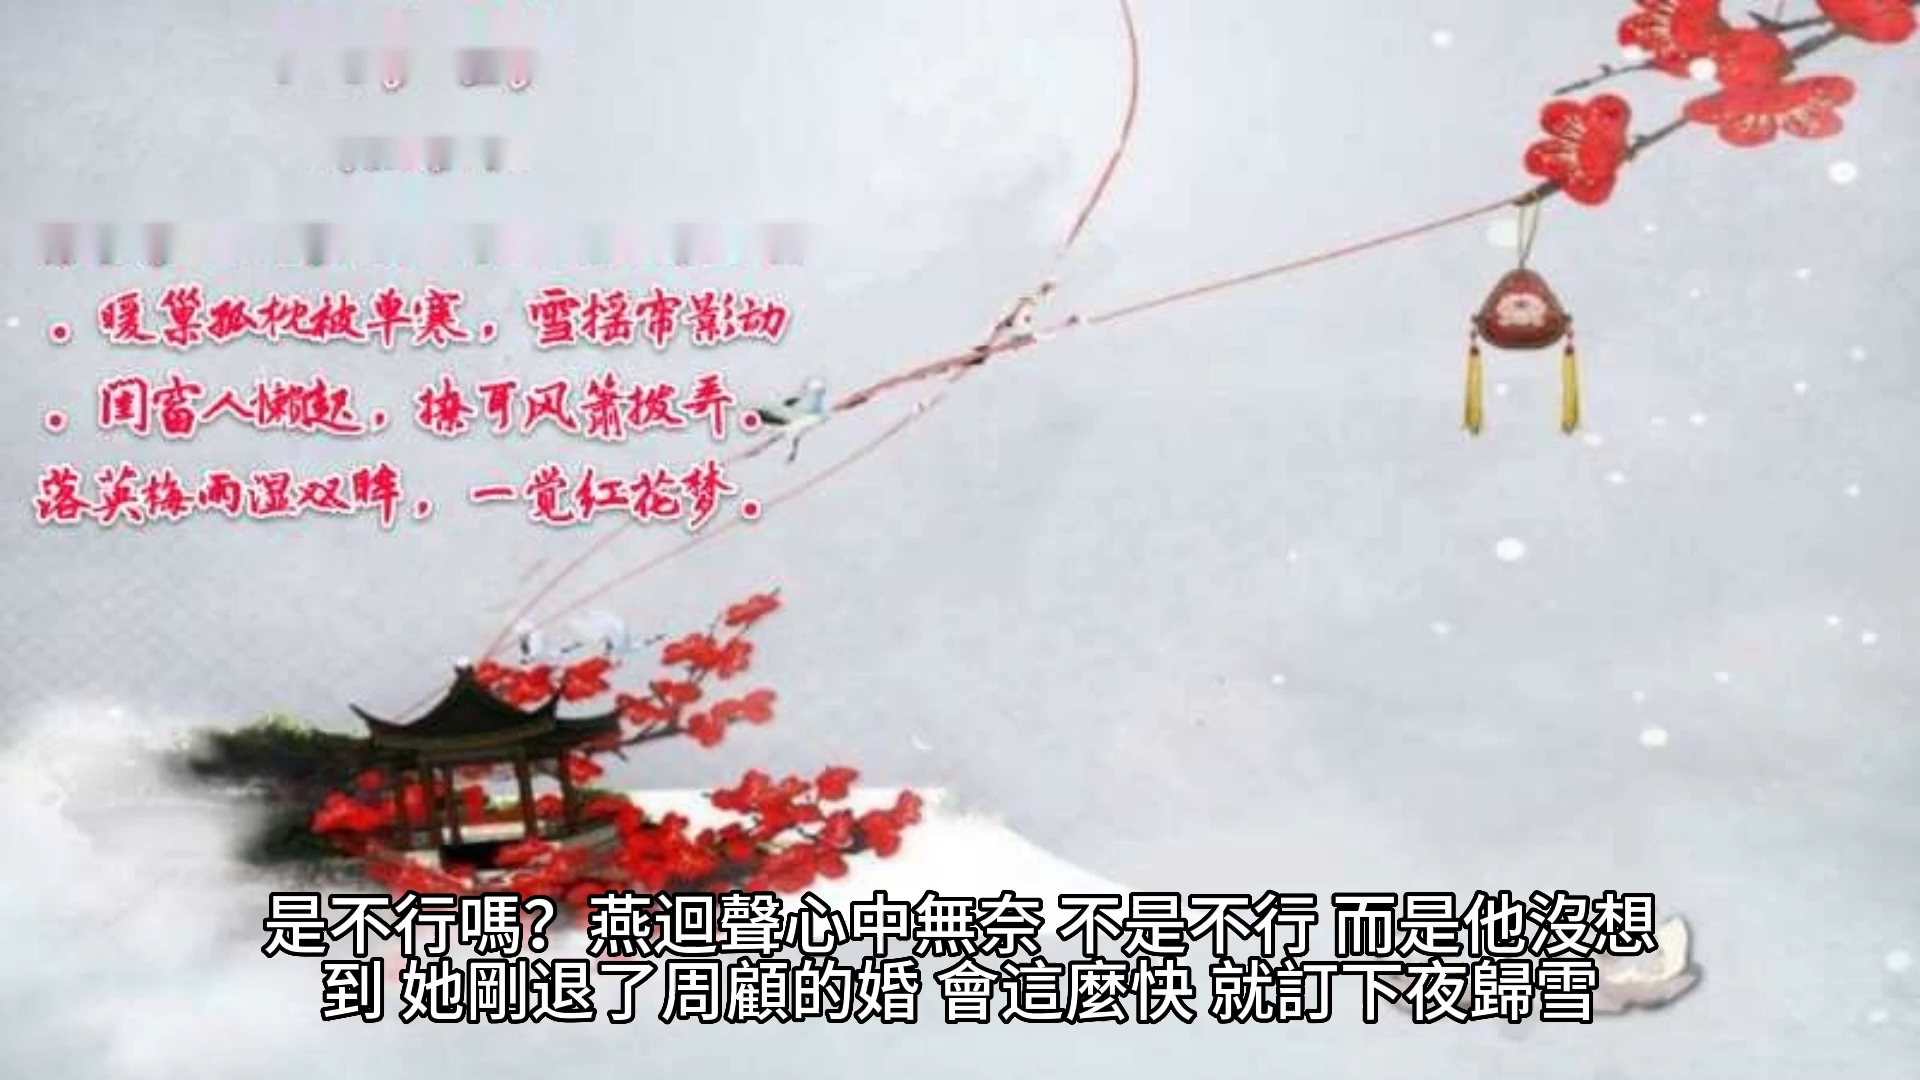 。暖巢孤枕被单寒，雪摇帘影动
。闺畜人懒起，撩耳风箫拨弄。
落英梅雨湿双眸，一觉红花梦。
是不行嗎？燕迴聲心中無奈 不是不行 而是他沒想
到 她剛退了周顧的婚 會這麼快 就訂下夜歸雪